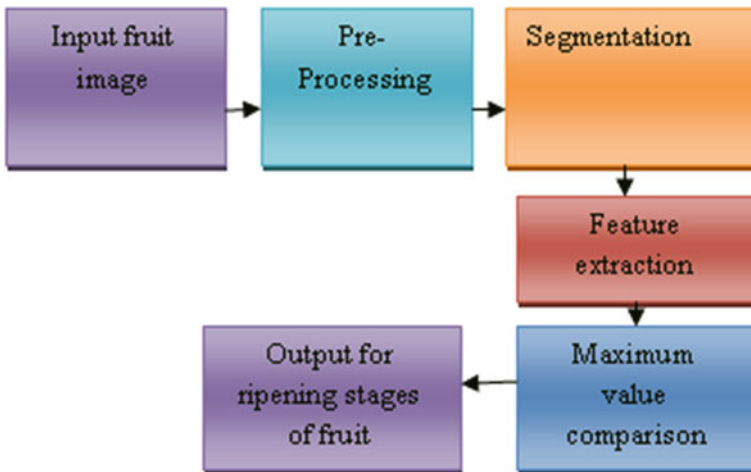 Input fruit
image
Pre-
Processing
Segmentation
Feature
extraction
Maximum
value
comparison
Output for
ripening stages
of fruit